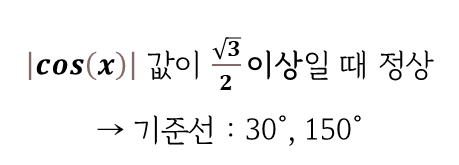 |cos(x)| 값이 √3/2 이상일 때 정상
→ 기준선 : 30˚, 150˚